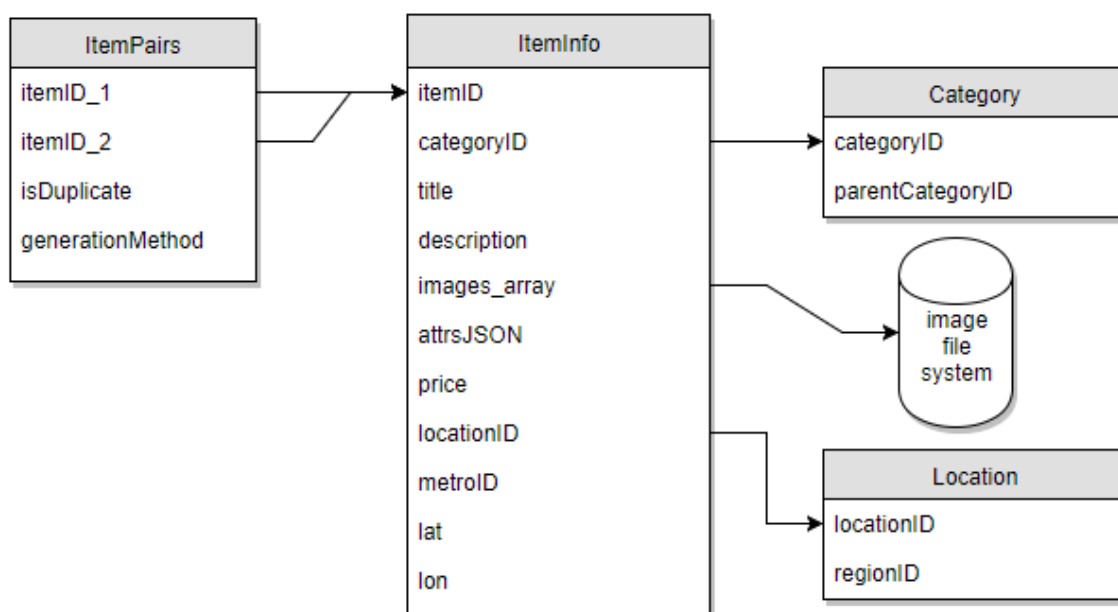 ItemPairs
itemID_1
itemID_2
isDuplicate
generationMethod
ItemInfo
itemID
categoryID
title
description
images_array
attrsJSON
price
locationID
metroID
lat
lon
Category
categoryID
parentCategoryID
image
file
system
Location
locationID
regionID